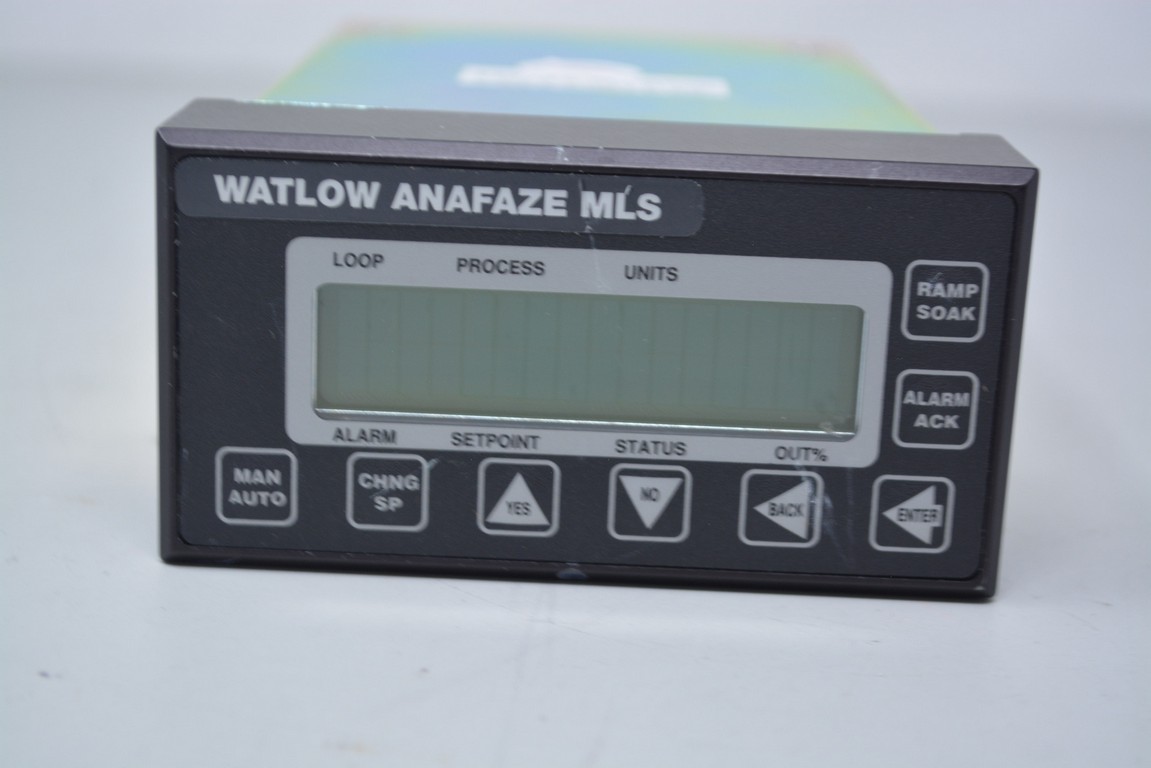 WATLOW ANAFAZE MLS
LOOP PROCESS UNITS
RAMP
SOAK
ALARM
ACK
ALARM SETPOINT STATUS OUT%
MAN
AUTO
CHNG
SP
YES
NO
BACK
ENTER